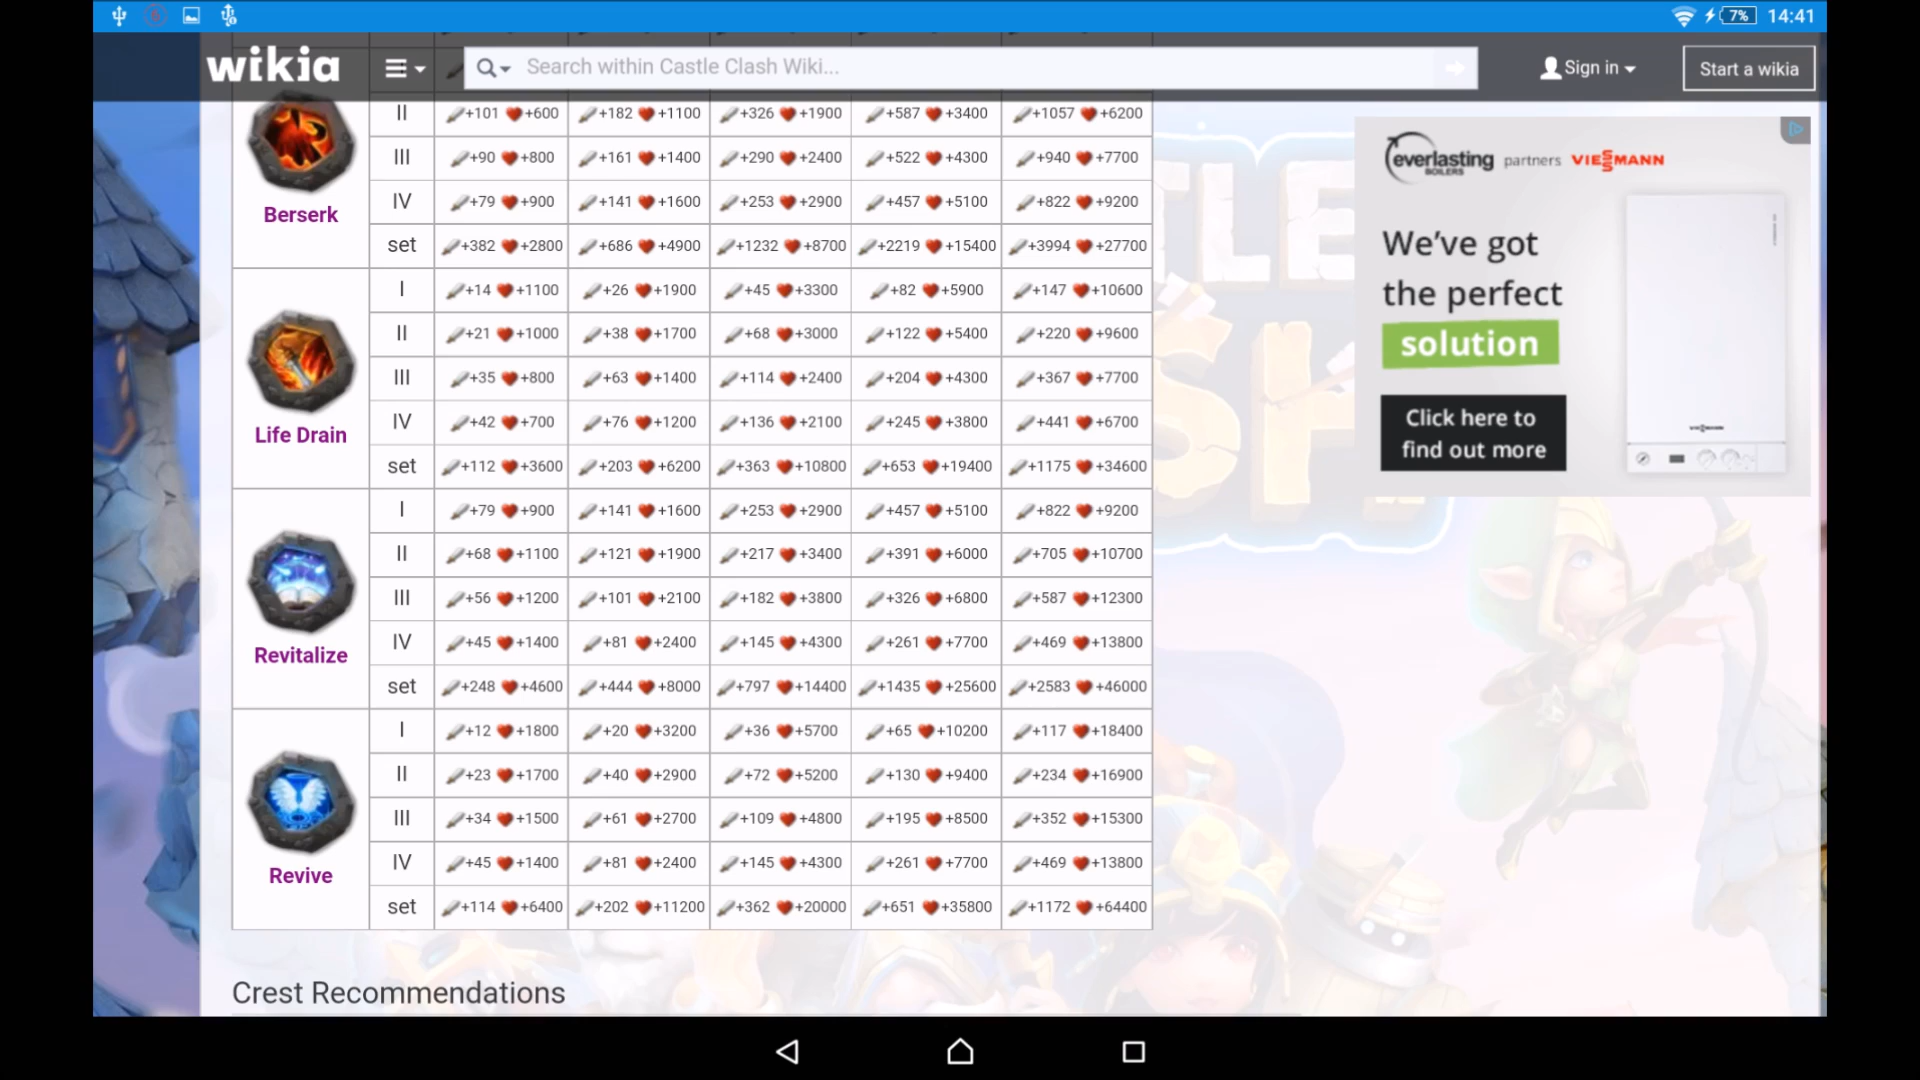 7% 14:41
wikia Search within Castle Clash Wiki... Sign in Start a wikia
II +101 +600 +182 +1100 +326 +1900 +587 +3400 +1057 +6200
III +90 +800 +161 +1400 +290 +2400 +522 +4300 +940 +7700
IV +79 +900 +141 +1600 +253 +2900 +457 +5100 +822 +9200
Berserk
set +382 +2800 +686 +4900 +1232 +8700 +2219 +15400 +3994 +27700
I +14 +1100 +26 +1900 +45 +3300 +82 +5900 +147 +10600
II +21 +1000 +38 +1700 +68 +3000 +122 +5400 +220 +9600
III +35 +800 +63 +1400 +114 +2400 +204 +4300 +367 +7700
IV +42 +700 +76 +1200 +136 +2100 +245 +3800 +441 +6700
Life Drain
set +112 +3600 +203 +6200 +363 +10800 +653 +19400 +1175 +34600
I +79 +900 +141 +1600 +253 +2900 +457 +5100 +822 +9200
II +68 +1100 +121 +1900 +217 +3400 +391 +6000 +705 +10700
III +56 +1200 +101 +2100 +182 +3800 +326 +6800 +587 +12300
IV +45 +1400 +81 +2400 +145 +4300 +261 +7700 +469 +13800
Revitalize
set +248 +4600 +444 +8000 +797 +14400 +1435 +25600 +2583 +46000
I +12 +1800 +20 +3200 +36 +5700 +65 +10200 +117 +18400
II +23 +1700 +40 +2900 +72 +5200 +130 +9400 +234 +16900
III +34 +1500 +61 +2700 +109 +4800 +195 +8500 +352 +15300
IV +45 +1400 +81 +2400 +145 +4300 +261 +7700 +469 +13800
Revive
set +114 +6400 +202 +11200 +362 +20000 +651 +35800 +1172 +64400
Crest Recommendations
everlasting partners VIESSMANN
BOILERS
We've got
the perfect
solution
Click here to
find out more